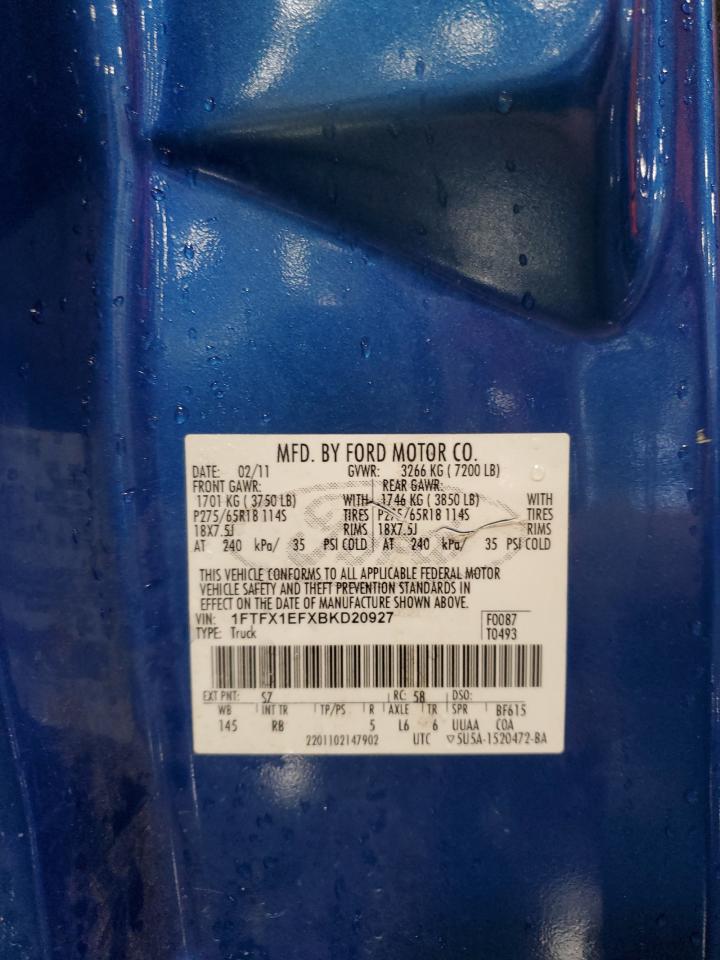 MFD. BY FORD MOTOR CO.
DATE: 02/11 GVWR: 3266 KG ( 7200 LB)
FRONT GAWR: REAR GAWR:
1701 KG ( 3750 LB) WITH 1746 KG ( 3850 LB) WITH
P275/65R18 114S TIRES P275/65R18 114S TIRES
18X7.5J RIMS 18X7.5J RIMS
AT 240 kPa/ 35 PSI COLD AT 240 kPa/ 35 PSI COLD
THIS VEHICLE CONFORMS TO ALL APPLICABLE FEDERAL MOTOR
VEHICLE SAFETY AND THEFT PREVENTION STANDARDS IN
EFFECT ON THE DATE OF MANUFACTURE SHOWN ABOVE.
VIN: 1FTFX1EFXBKD20927 F0087
TYPE: Truck T0493
EXT PNT: S7 RC: 58 DSO:
WB INT TR TP/PS R AXLE TR SPR BF615
145 RB 5 L6 6 UUAA COA
2201102147902 UTC ▽5U5A-1520472-BA